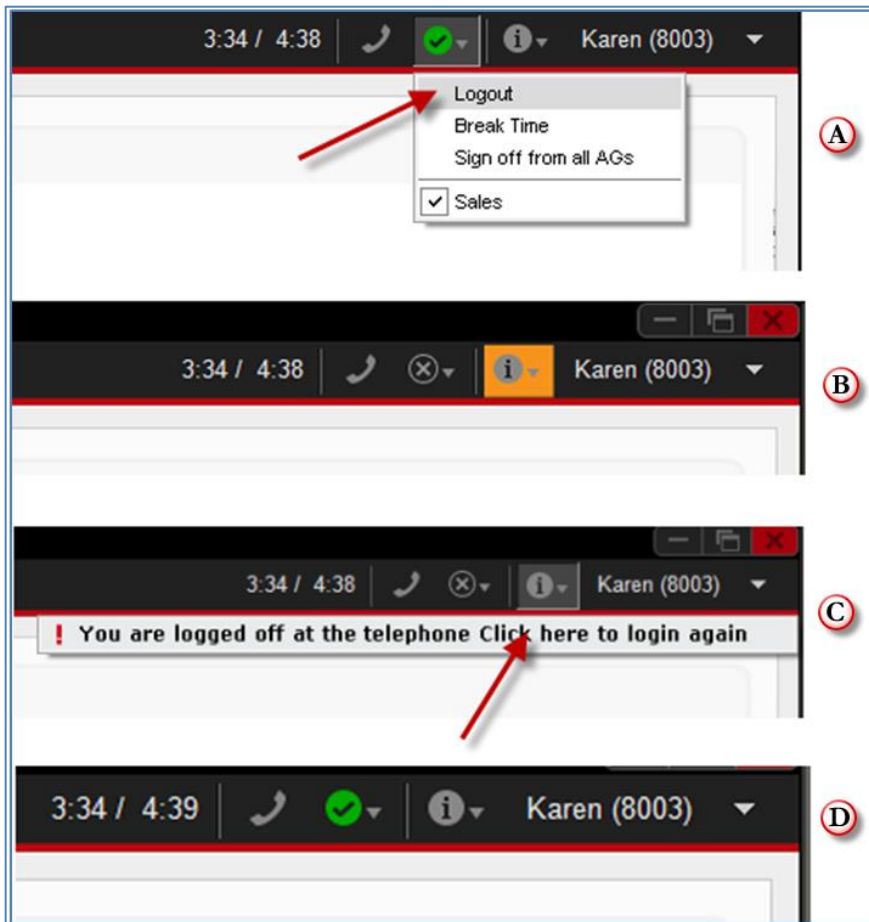 3:34 / 4:38 Karen (8003)
Logout
Break Time
Sign off from all AGs
Sales
A
3:34 / 4:38 Karen (8003)
B
3:34 / 4:38 Karen (8003)
! You are logged off at the telephone Click here to login again
C
3:34 / 4:39 Karen (8003)
D